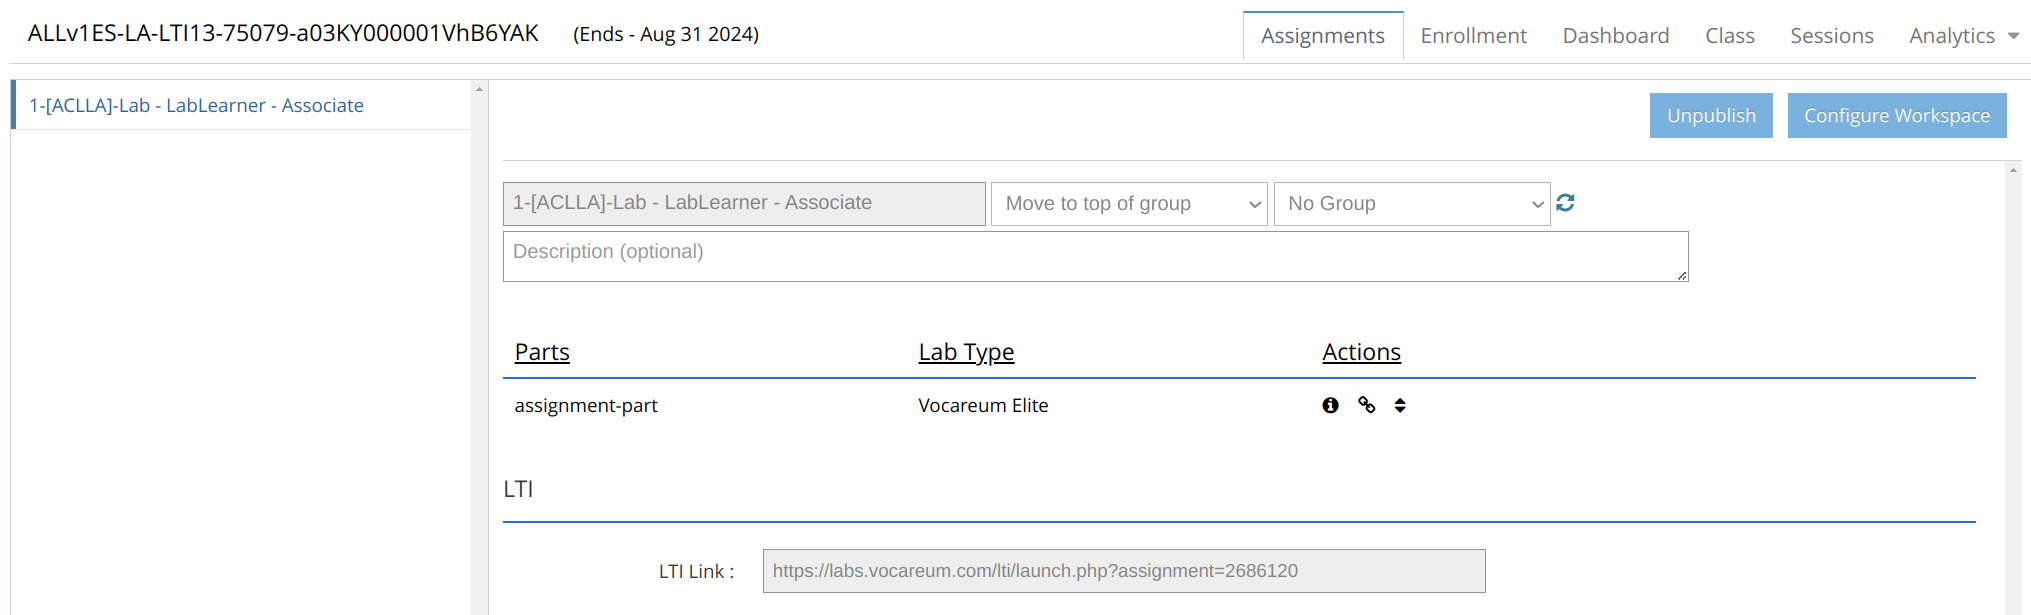 ALLv1ES-LA-LTI13-75079-a03KY000001VhB6YAK (Ends - Aug 31 2024) Assignments Enrollment Dashboard Class Sessions Analytics
1-[ACLLA]-Lab - LabLearner - Associate
Unpublish Configure Workspace
1-[ACLLA]-Lab - LabLearner - Associate Move to top of group No Group
Description (optional)
Parts Lab Type Actions
assignment-part Vocareum Elite
LTI
LTI Link : https://labs.vocareum.com/lti/launch.php?assignment=2686120